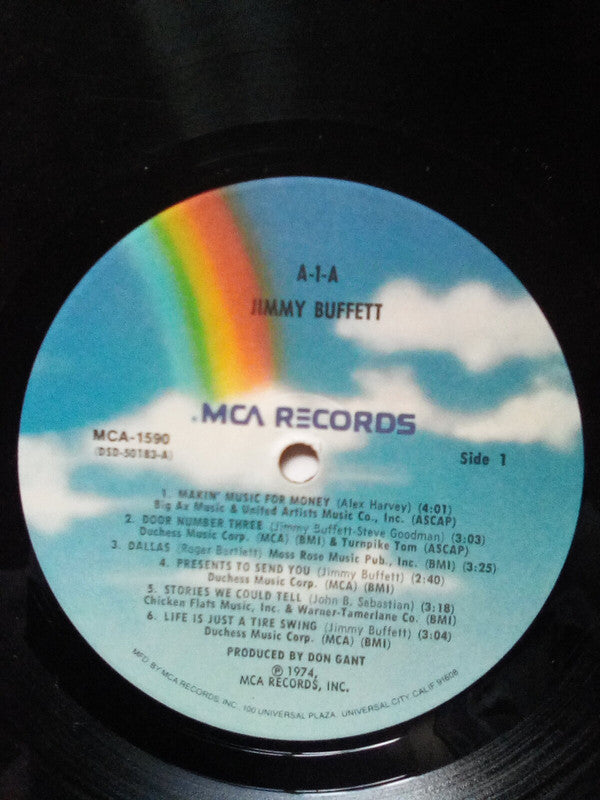 A-1-A
JIMMY BUFFETT
MCA RECORDS
MCA-1590
(DSD-50183-A)
Side 1
1. MAKIN' MUSIC FOR MONEY (Alex Harvey) (4:01)
Big Ax Music & United Artists Music Co., Inc. (ASCAP)
2. DOOR NUMBER THREE (Jimmy Buffett-Steve Goodman) (3:03)
Duchess Music Corp. (MCA) (BMI) & Turnpike Tom (ASCAP)
3. DALLAS (Roger Bartlett) Moss Rose Music Pub., Inc. (BMI) (3:25)
4. PRESENTS TO SEND YOU (Jimmy Buffett) (2:40)
Duchess Music Corp. (MCA) (BMI)
5. STORIES WE COULD TELL (John B. Sebastian) (3:18)
Chicken Flats Music, Inc. & Warner-Tamerlane Co. (BMI)
6. LIFE IS JUST A TIRE SWING (Jimmy Buffett) (3:04)
Duchess Music Corp. (MCA) (BMI)
PRODUCED BY DON GANT
℗ 1974,
MCA RECORDS, INC.
MFD. BY MCA RECORDS, INC., 100 UNIVERSAL PLAZA, UNIVERSAL CITY, CALIF. 91608